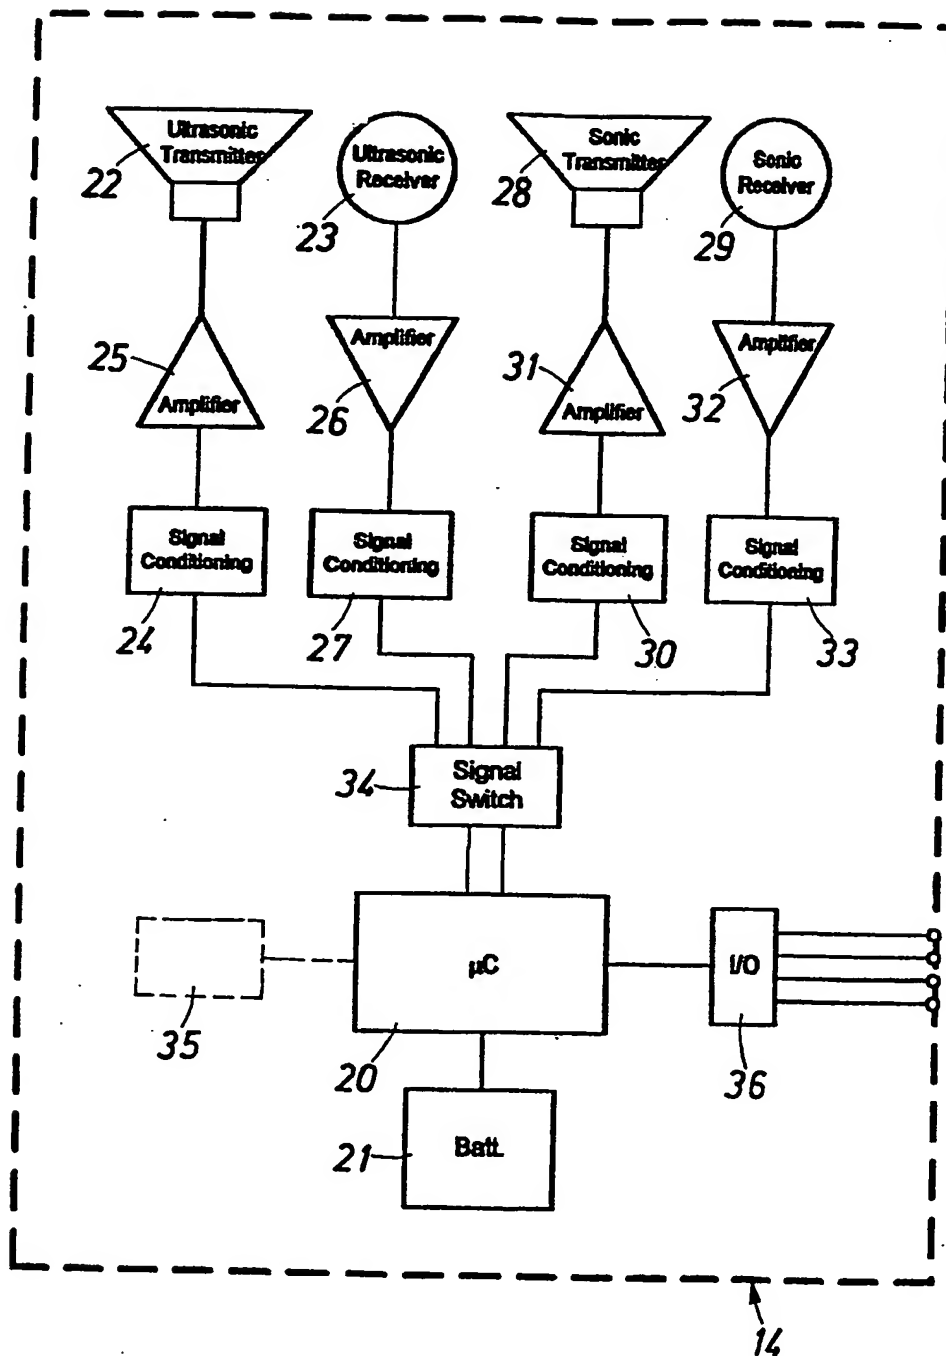 Ultrasonic
Transmitter
22
Ultrasonic
Receiver
23
Sonic
Transmitter
28
Sonic
Receiver
29
25
Amplifier
Amplifier
26
31
Amplifier
Amplifier
32
Signal
Conditioning
24
Signal
Conditioning
27
Signal
Conditioning
30
Signal
Conditioning
33
34
Signal
Switch
35
µC
20
I/O
36
21
Batt.
14